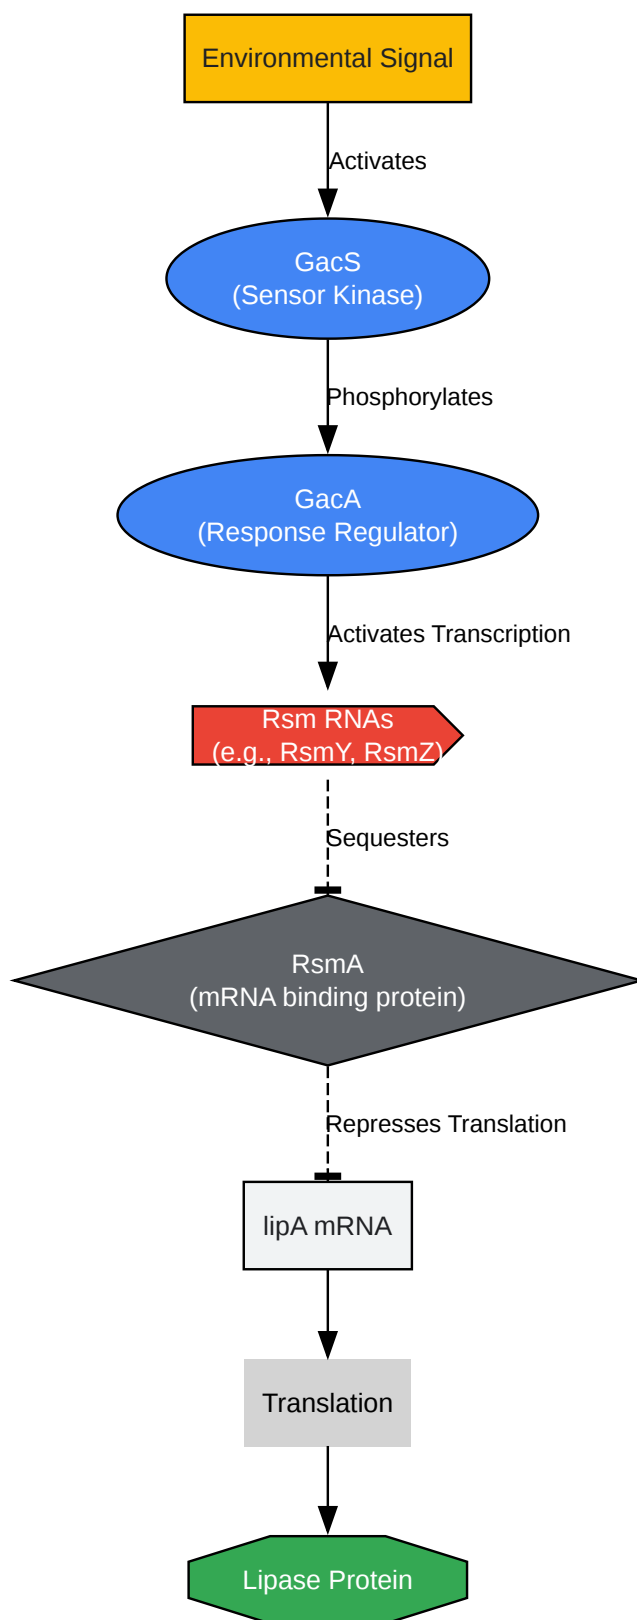 Environmental Signal
Activates
GacS
(Sensor Kinase)
Phosphorylates
GacA
(Response Regulator)
Activates Transcription
Rsm RNAs
(e.g., RsmY, RsmZ)
Sequesters
RsmA
(mRNA binding protein)
Represses Translation
lipA mRNA
Translation
Lipase Protein